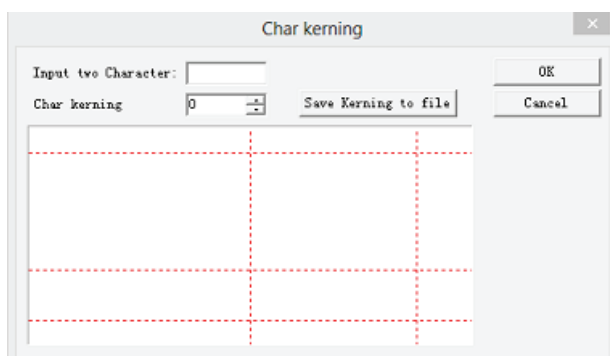 Char kerning
Input two Character:
OK
Char kerning 0 Save Kerning to file Cancel